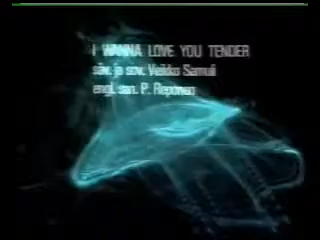 I WANNA LOVE YOU TENDER
säv. ja sov. Veikko Samuli
engl. san. P. Reponen